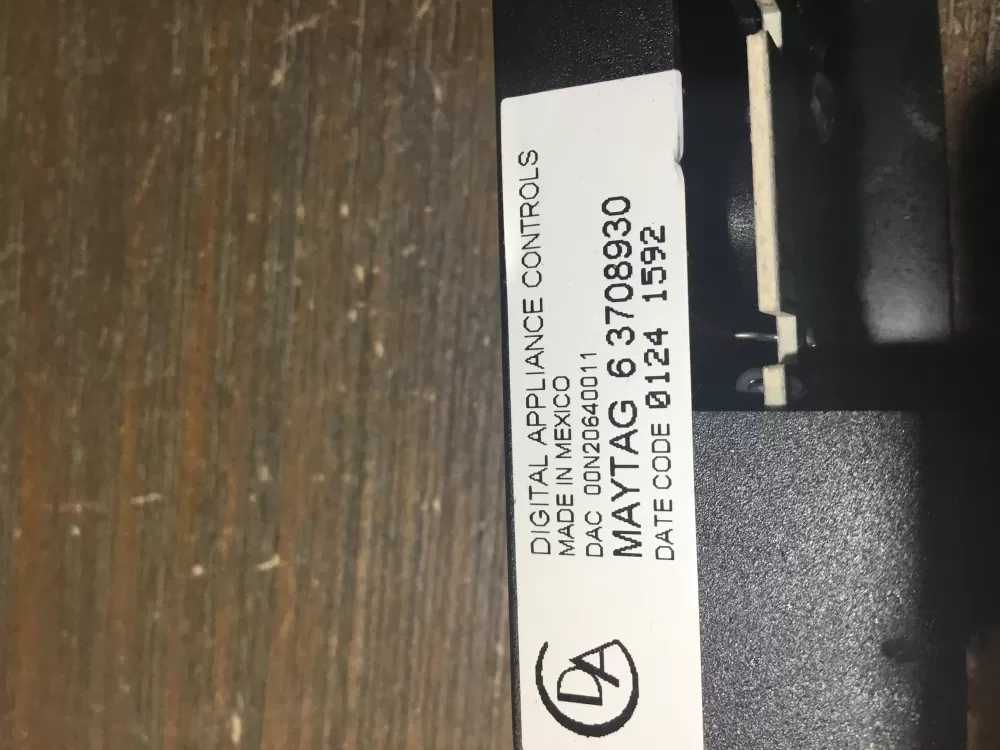 DIGITAL APPLIANCE CONTROLS
MADE IN MEXICO
DAC 00N20640011
MAYTAG 6 3708930
DATE CODE 0124 1592
DA